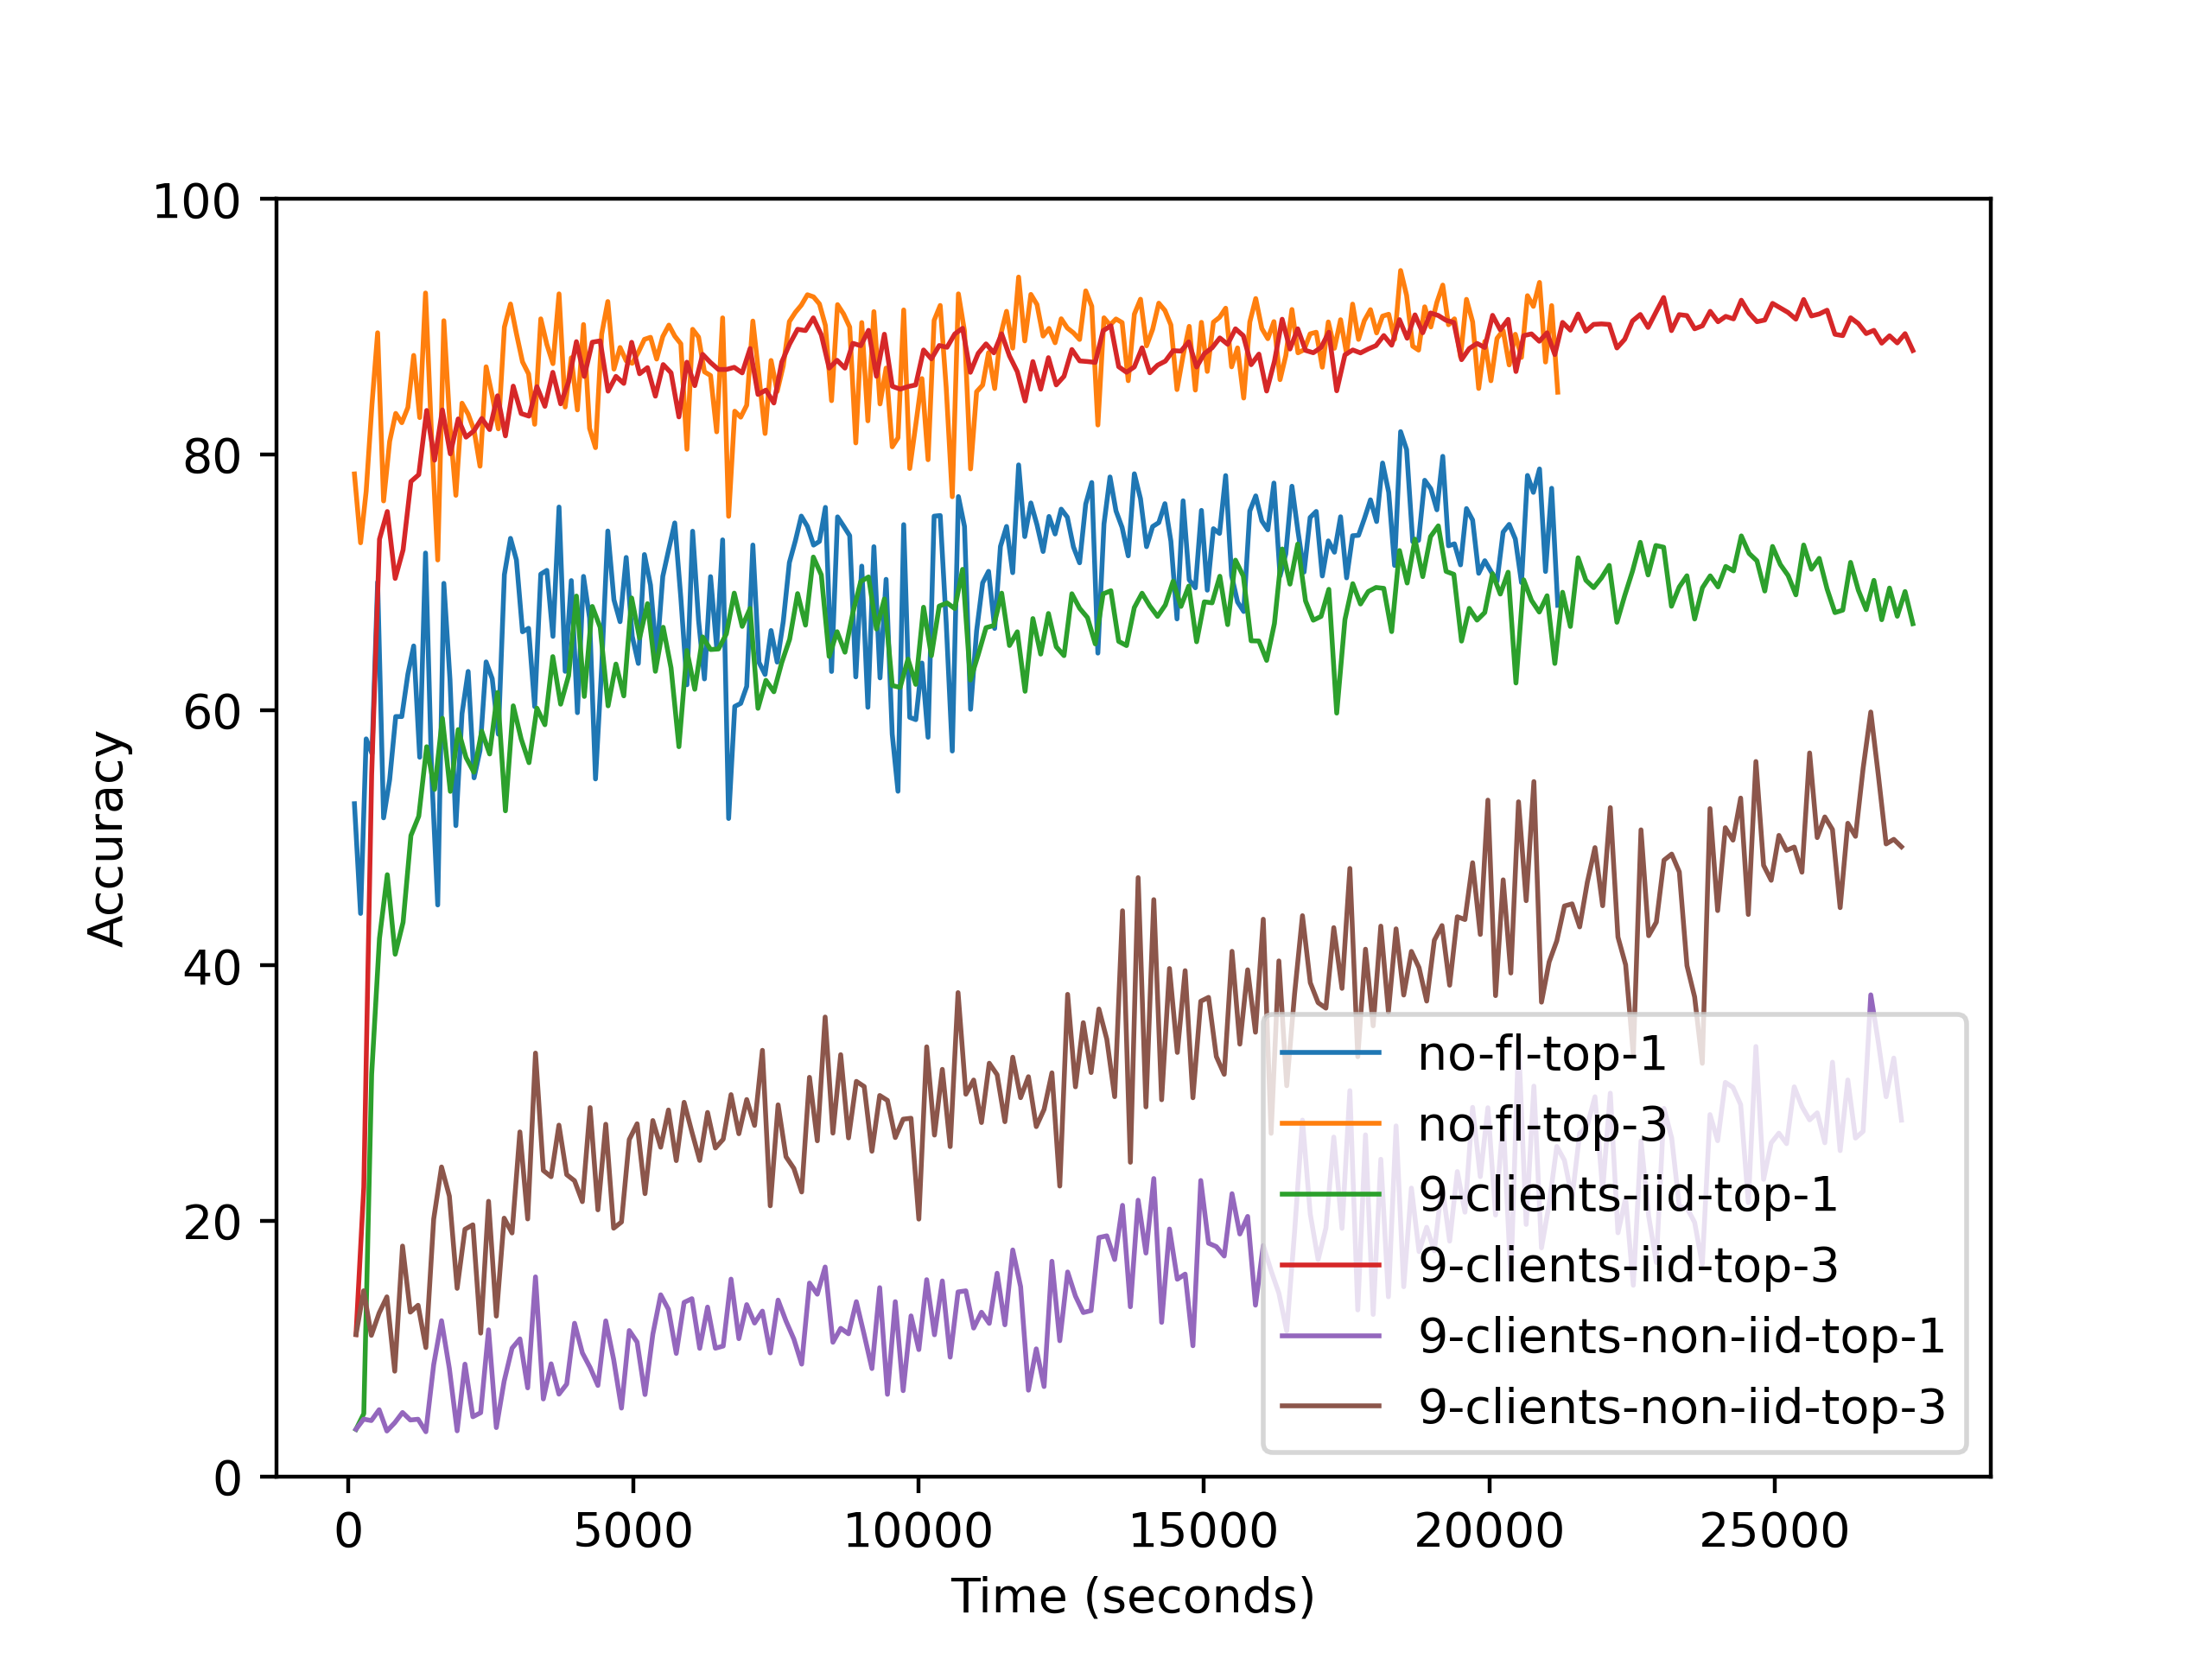 100
80
60
40
20
0
Accuracy
no-fl-top-1
no-fl-top-3
9-clients-iid-top-1
9-clients-iid-top-3
9-clients-non-iid-top-1
9-clients-non-iid-top-3
0 5000 10000 15000 20000 25000
Time (seconds)